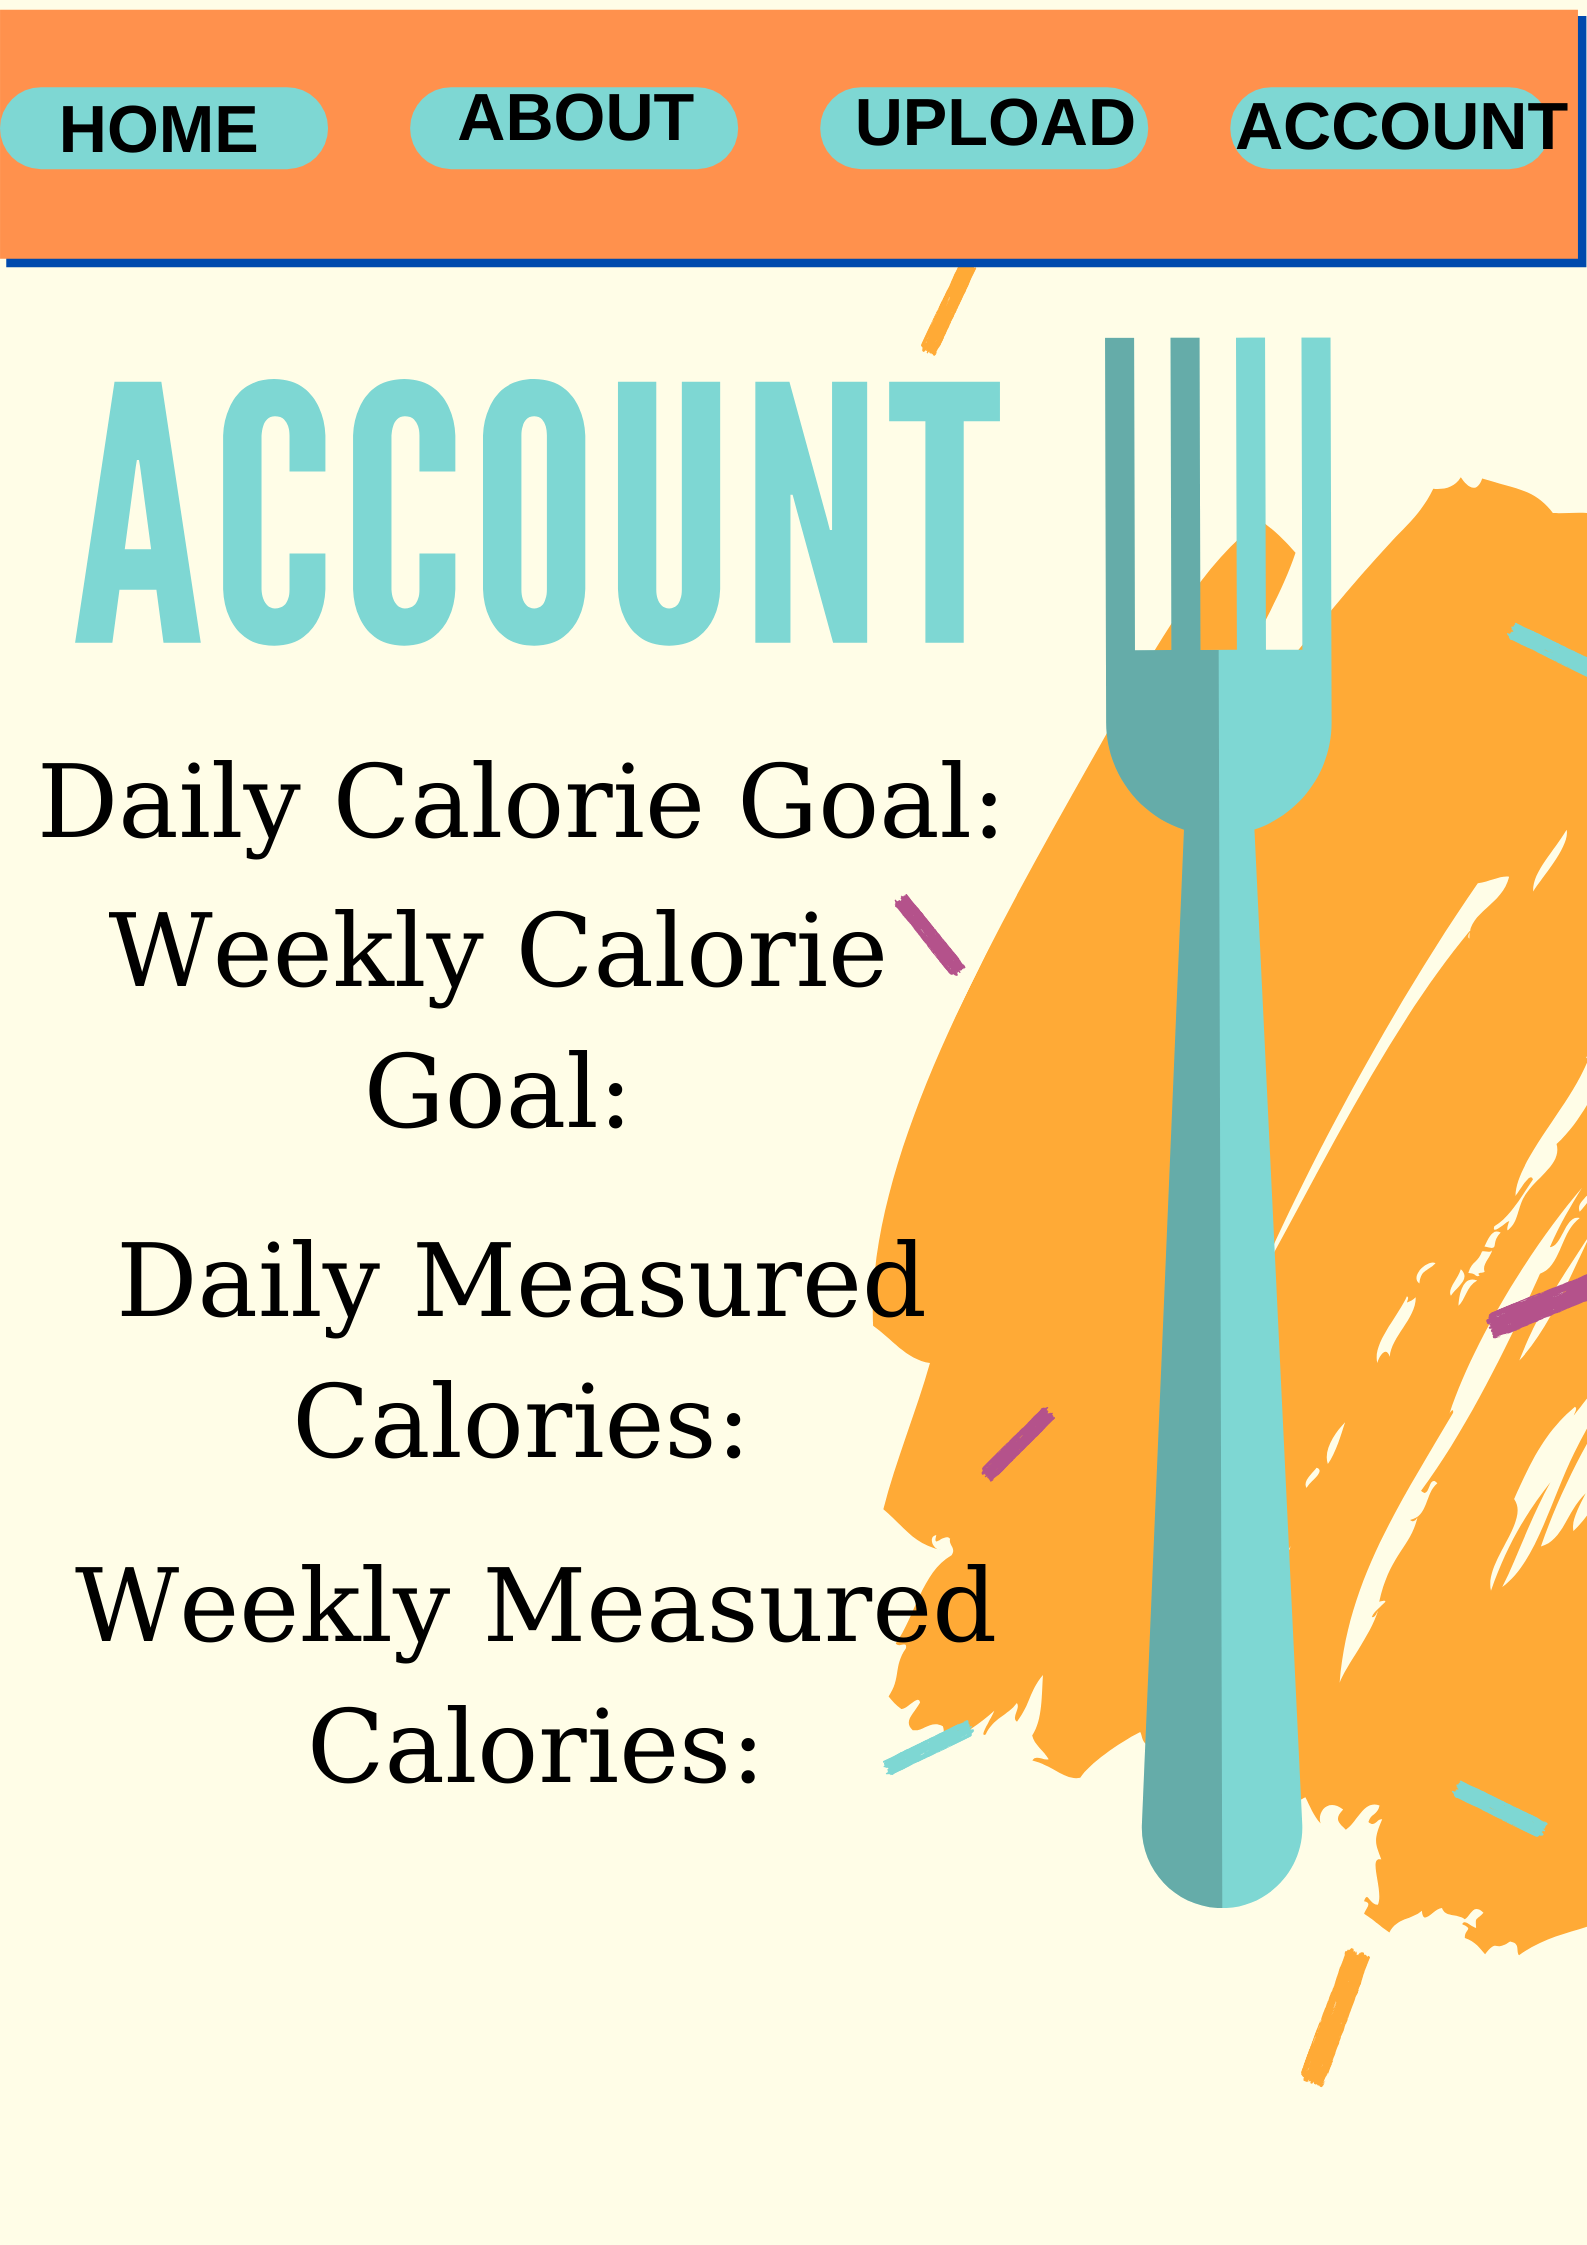 HOME ABOUT UPLOAD ACCOUNT
ACCOUNT
Daily Calorie Goal:
Weekly Calorie
Goal:
Daily Measured
Calories:
Weekly Measured
Calories: